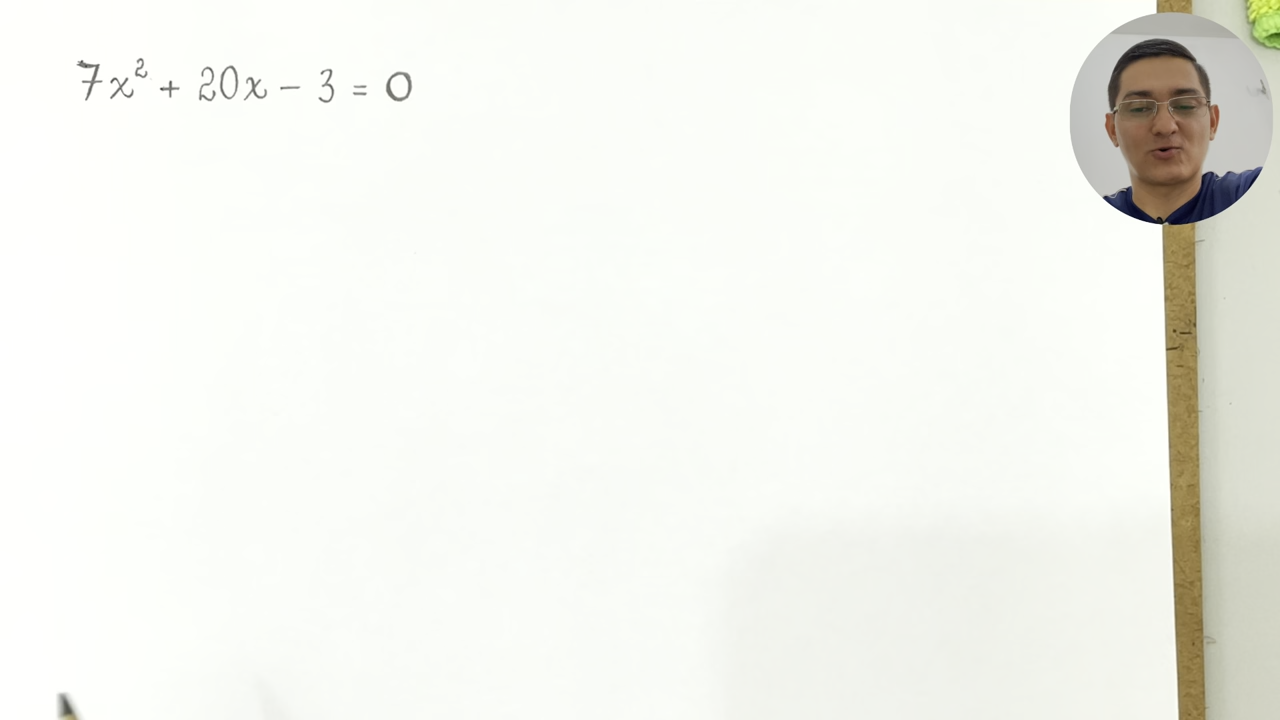 7x² + 20x - 3 = 0